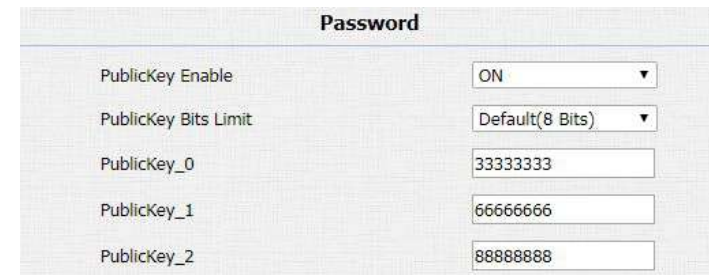 Password
PublicKey Enable ON
PublicKey Bits Limit Default(8 Bits)
PublicKey_0 33333333
PublicKey_1 66666666
PublicKey_2 88888888